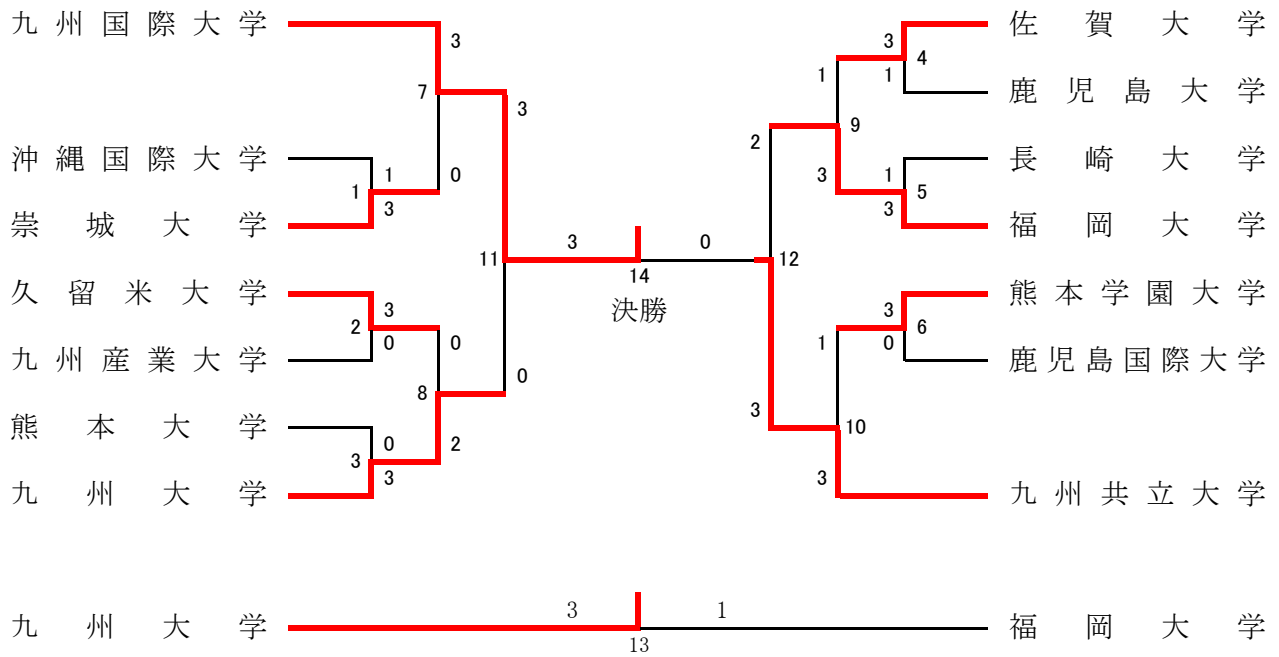 九州国際大学 3 3 佐賀大学
4
7 3 1 1
鹿児島大学
2 9
沖縄国際大学 1 0 長崎大学
1 3 3 1 5
3
崇城大学 福岡大学
11 3 0 12
14
久留米大学 3 決勝 3 熊本学園大学
2 0 0 1 0 6
九州産業大学 0 鹿児島国際大学
8
3
熊本大学 0 2 10
3 3 3
九州大学 九州共立大学
九州大学 3 1 福岡大学
13